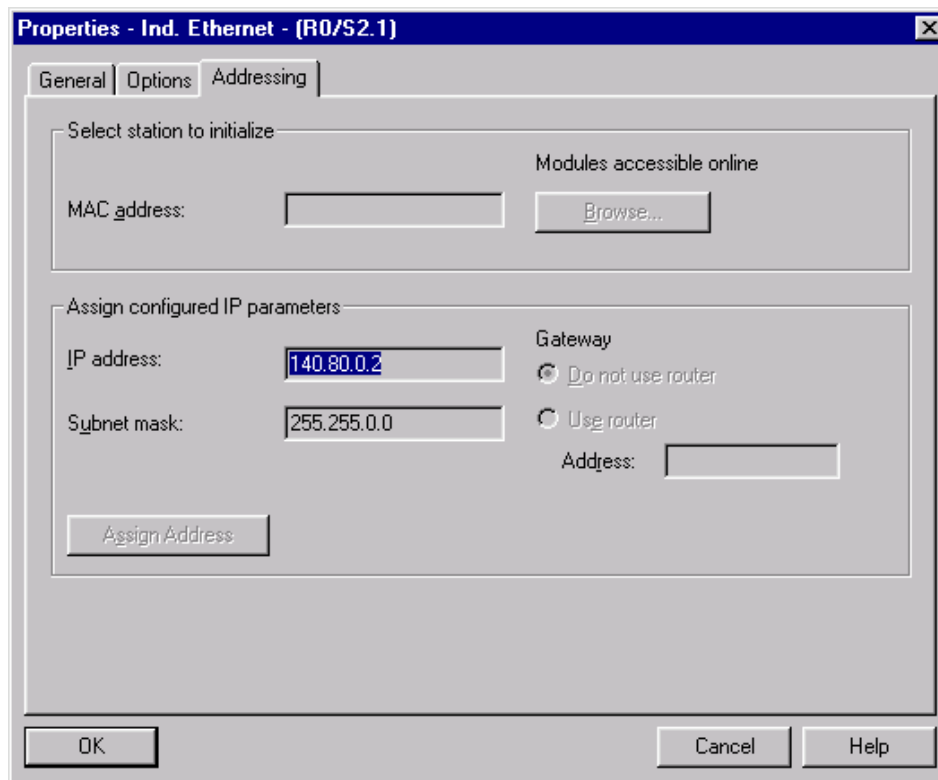 Properties - Ind. Ethernet - (R0/S2.1)
General Options Addressing
Select station to initialize
Modules accessible online
MAC address: Browse...
Assign configured IP parameters
Gateway
IP address: 140.80.0.2 Do not use router
Subnet mask: 255.255.0.0 Use router
Address:
Assign Address
OK Cancel Help